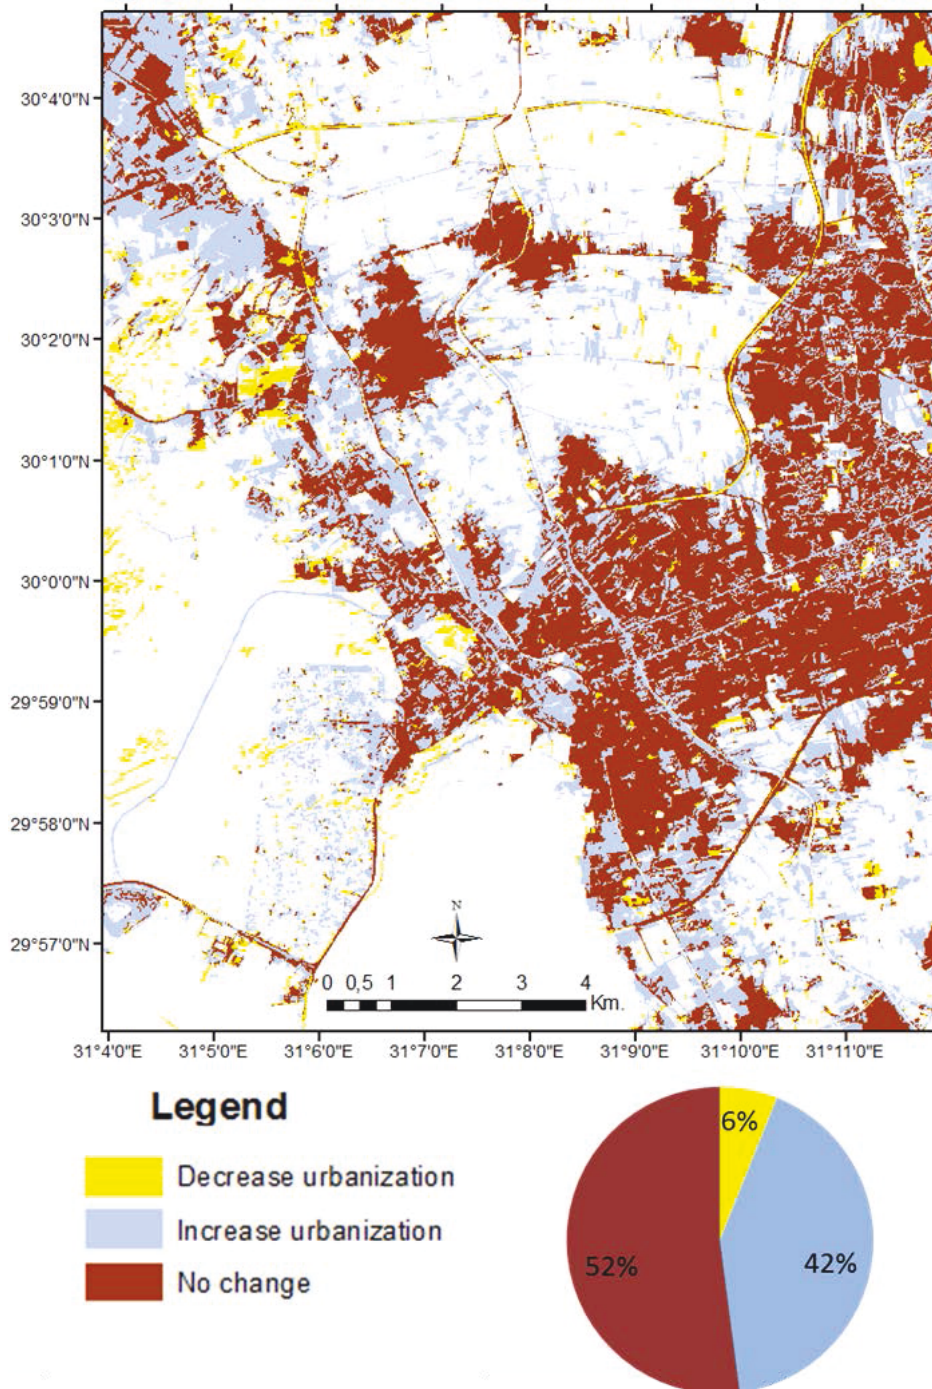 30°4'0"N
30°3'0"N
30°2'0"N
30°1'0"N
30°0'0"N
29°59'0"N
29°58'0"N
29°57'0"N
N
0 0,5 1 2 3 4
Km.
31°4'0"E 31°5'0"E 31°6'0"E 31°7'0"E 31°8'0"E 31°9'0"E 31°10'0"E 31°11'0"E
Legend
Decrease urbanization
Increase urbanization
No change
6%
42%
52%